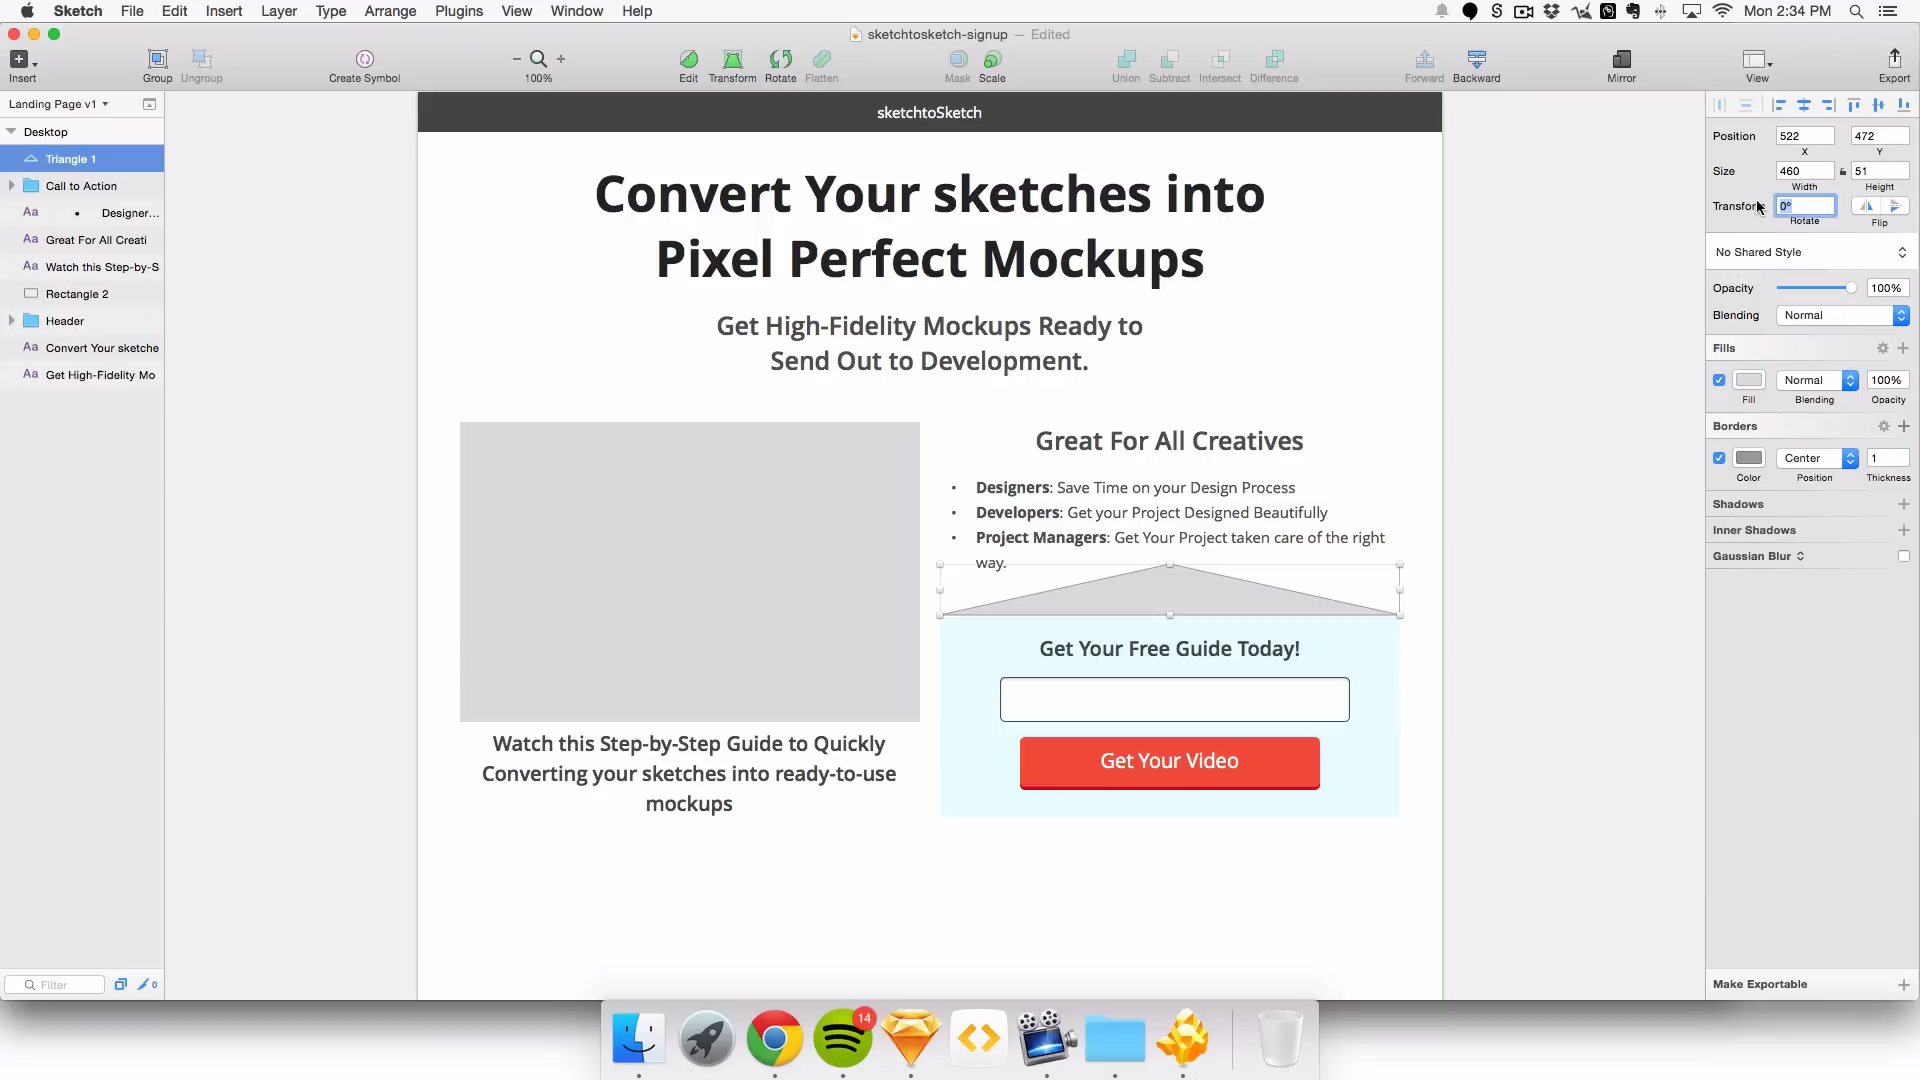 Sketch File Edit Insert Layer Type Arrange Plugins View Window Help Mon 2:34 PM
sketchtosketch-signup — Edited
Insert Group Ungroup Create Symbol 100% Edit Transform Rotate Flatten Mask Scale Union Subtract Intersect Difference Forward Backward Mirror View Export
Landing Page v1
Desktop
Triangle 1
Call to Action
Aa • Designer...
Aa Great For All Creati
Aa Watch this Step-by-S
Rectangle 2
Header
Aa Convert Your sketche
Aa Get High-Fidelity Mo
Filter
0
sketchtoSketch
Convert Your sketches into
Pixel Perfect Mockups
Get High-Fidelity Mockups Ready to
Send Out to Development.
Great For All Creatives
• Designers: Save Time on your Design Process
• Developers: Get your Project Designed Beautifully
• Project Managers: Get Your Project taken care of the right
way.
Get Your Free Guide Today!
Get Your Video
Watch this Step-by-Step Guide to Quickly
Converting your sketches into ready-to-use
mockups
Position 522 472
X Y
Size 460 51
Width Height
Transform 0°
Rotate Flip
No Shared Style
Opacity 100%
Blending Normal
Fills
Normal 100%
Fill Blending Opacity
Borders
Center 1
Color Position Thickness
Shadows
Inner Shadows
Gaussian Blur
Make Exportable
14